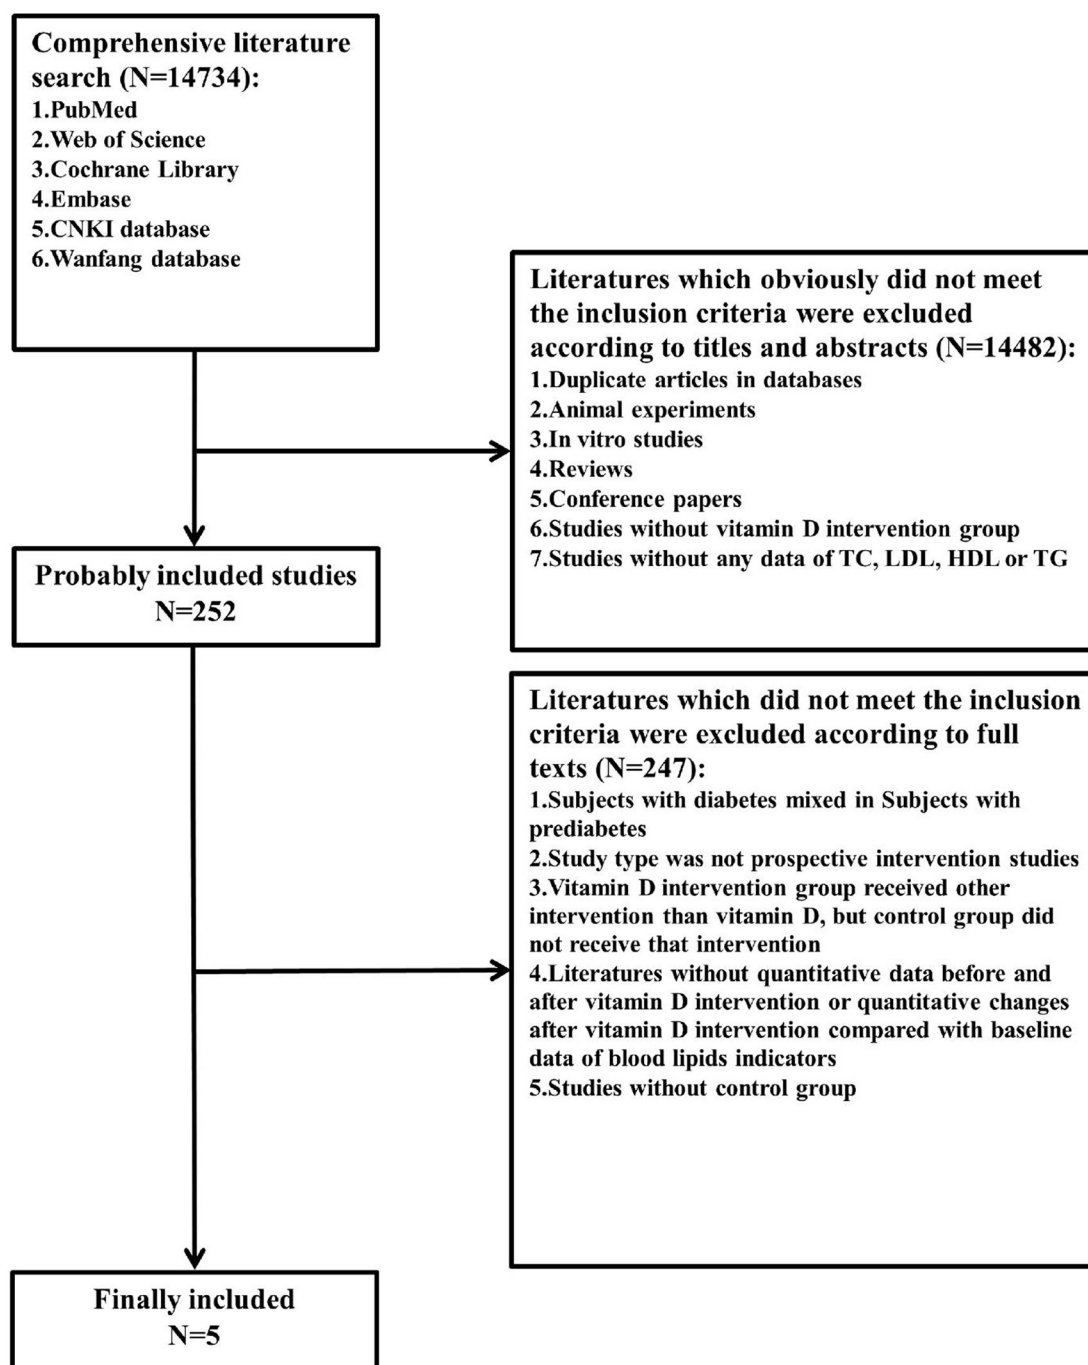 Comprehensive literature
search (N=14734):
1.PubMed
2.Web of Science
3.Cochrane Library
4.Embase
5.CNKI database
6.Wanfang database
Literatures which obviously did not meet
the inclusion criteria were excluded
according to titles and abstracts (N=14482):
1.Duplicate articles in databases
2.Animal experiments
3.In vitro studies
4.Reviews
5.Conference papers
6.Studies without vitamin D intervention group
7.Studies without any data of TC, LDL, HDL or TG
Probably included studies
N=252
Literatures which did not meet the inclusion
criteria were excluded according to full
texts (N=247):
1.Subjects with diabetes mixed in Subjects with
prediabetes
2.Study type was not prospective intervention studies
3.Vitamin D intervention group received other
intervention than vitamin D, but control group did
not receive that intervention
4.Literatures without quantitative data before and
after vitamin D intervention or quantitative changes
after vitamin D intervention compared with baseline
data of blood lipids indicators
5.Studies without control group
Finally included
N=5